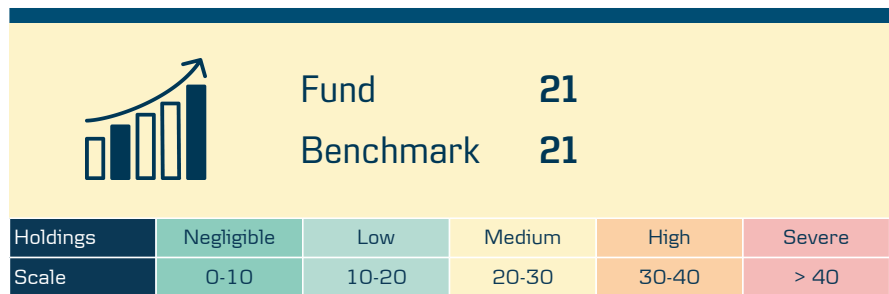 Fund 21
Benchmark 21
Holdings Negligible Low Medium High Severe
Scale 0-10 10-20 20-30 30-40 > 40